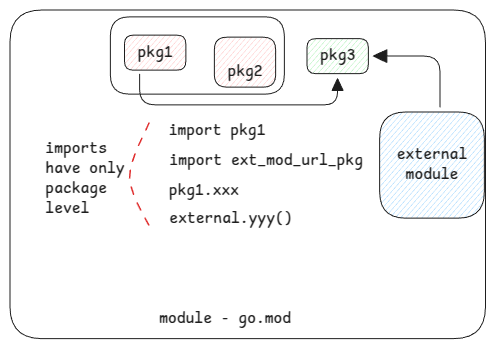 pkg1
pkg2
pkg3
external
module
imports
have only
package
level
import pkg1
import ext_mod_url_pkg
pkg1.xxx
external.yyy()
module - go.mod